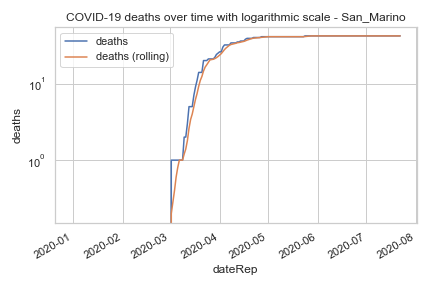 COVID-19 deaths over time with logarithmic scale - San_Marino
deaths
deaths (rolling)
10¹
10⁰
deaths
2020-01
2020-02
2020-03
2020-04
2020-05
2020-06
2020-07
2020-08
dateRep